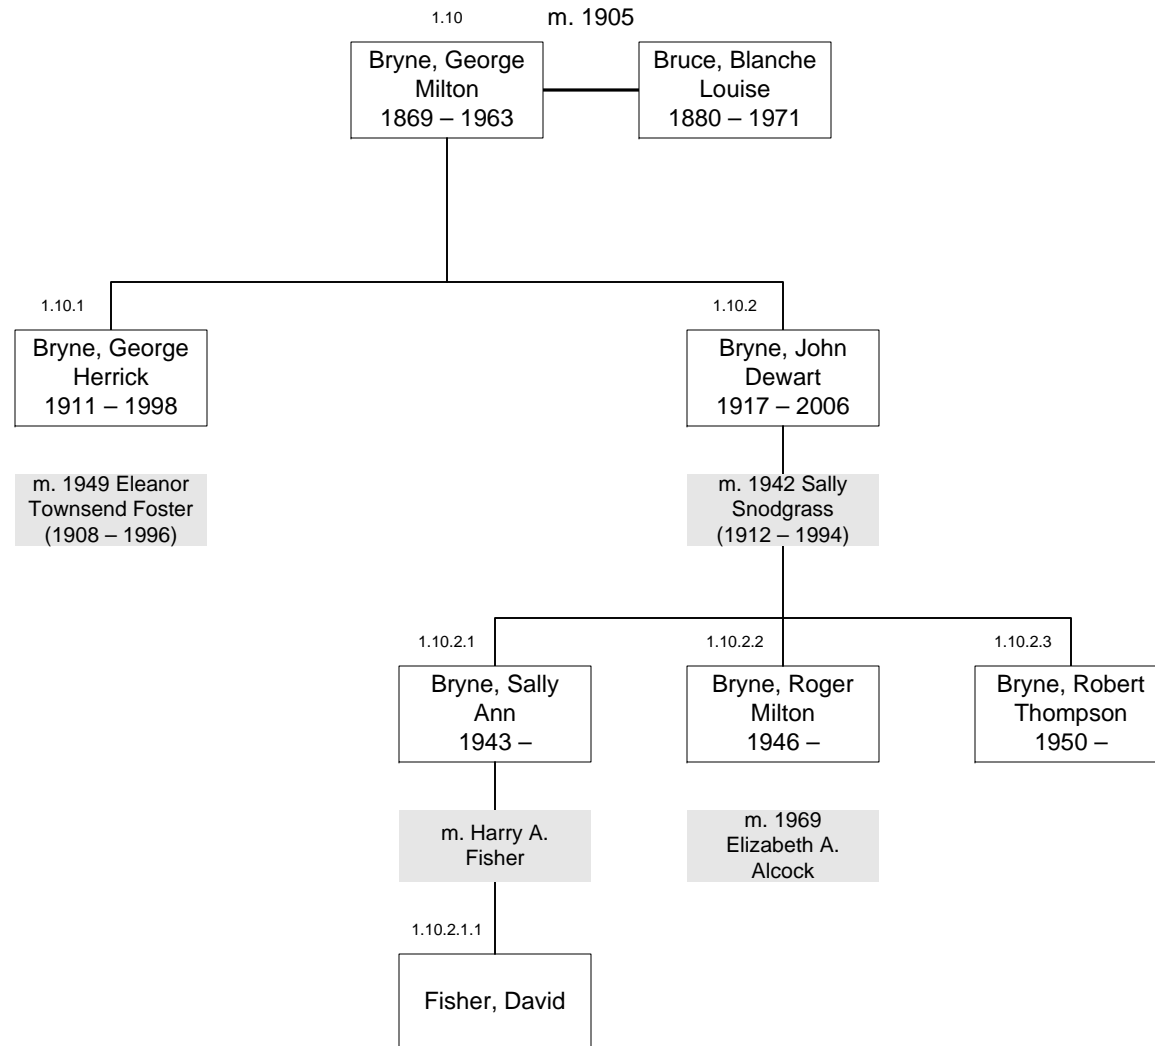 1.10
m. 1905
Bryne, George
Milton
1869 – 1963
Bruce, Blanche
Louise
1880 – 1971
1.10.1
Bryne, George
Herrick
1911 – 1998
1.10.2
Bryne, John
Dewart
1917 – 2006
m. 1949 Eleanor
Townsend Foster
(1908 – 1996)
m. 1942 Sally
Snodgrass
(1912 – 1994)
1.10.2.1
Bryne, Sally
Ann
1943 –
1.10.2.2
Bryne, Roger
Milton
1946 –
1.10.2.3
Bryne, Robert
Thompson
1950 –
m. Harry A.
Fisher
m. 1969
Elizabeth A.
Alcock
1.10.2.1.1
Fisher, David